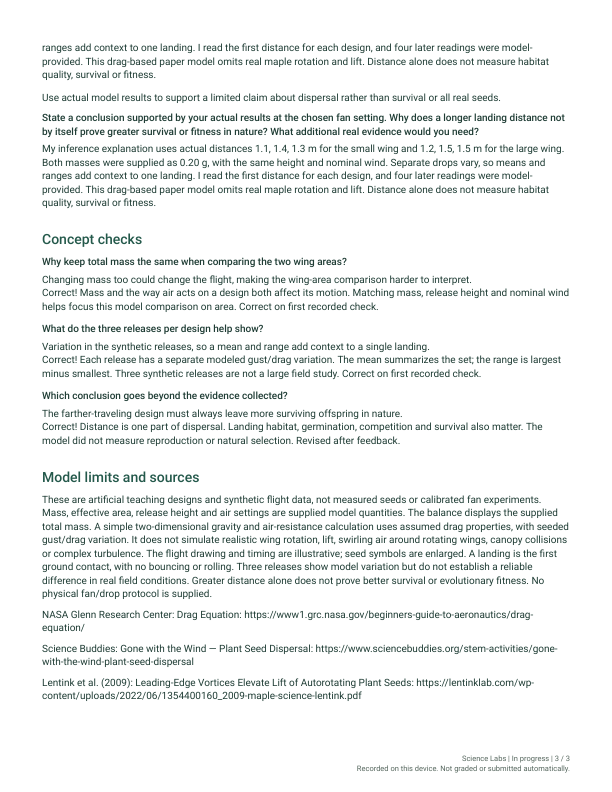 ranges add context to one landing. I read the first distance for each design, and four later readings were model-
provided. This drag-based paper model omits real maple rotation and lift. Distance alone does not measure habitat
quality, survival or fitness.
Use actual model results to support a limited claim about dispersal rather than survival or all real seeds.
State a conclusion supported by your actual results at the chosen fan setting. Why does a longer landing distance not
by itself prove greater survival or fitness in nature? What additional real evidence would you need?
My inference explanation uses actual distances 1.1, 1.4, 1.3 m for the small wing and 1.2, 1.5, 1.5 m for the large wing.
Both masses were supplied as 0.20 g, with the same height and nominal wind. Separate drops vary, so means and
ranges add context to one landing. I read the first distance for each design, and four later readings were model-
provided. This drag-based paper model omits real maple rotation and lift. Distance alone does not measure habitat
quality, survival or fitness.
Concept checks
Why keep total mass the same when comparing the two wing areas?
Changing mass too could change the flight, making the wing-area comparison harder to interpret.
Correct! Mass and the way air acts on a design both affect its motion. Matching mass, release height and nominal wind
helps focus this model comparison on area. Correct on first recorded check.
What do the three releases per design help show?
Variation in the synthetic releases, so a mean and range add context to a single landing.
Correct! Each release has a separate modeled gust/drag variation. The mean summarizes the set; the range is largest
minus smallest. Three synthetic releases are not a large field study. Correct on first recorded check.
Which conclusion goes beyond the evidence collected?
The farther-traveling design must always leave more surviving offspring in nature.
Correct! Distance is one part of dispersal. Landing habitat, germination, competition and survival also matter. The
model did not measure reproduction or natural selection. Revised after feedback.
Model limits and sources
These are artificial teaching designs and synthetic flight data, not measured seeds or calibrated fan experiments.
Mass, effective area, release height and air settings are supplied model quantities. The balance displays the supplied
total mass. A simple two-dimensional gravity and air-resistance calculation uses assumed drag properties, with seeded
gust/drag variation. It does not simulate realistic wing rotation, lift, swirling air around rotating wings, canopy collisions
or complex turbulence. The flight drawing and timing are illustrative; seed symbols are enlarged. A landing is the first
ground contact, with no bouncing or rolling. Three releases show model variation but do not establish a reliable
difference in real field conditions. Greater distance alone does not prove better survival or evolutionary fitness. No
physical fan/drop protocol is supplied.
NASA Glenn Research Center: Drag Equation: https://www1.grc.nasa.gov/beginners-guide-to-aeronautics/drag-
equation/
Science Buddies: Gone with the Wind — Plant Seed Dispersal: https://www.sciencebuddies.org/stem-activities/gone-
with-the-wind-plant-seed-dispersal
Lentink et al. (2009): Leading-Edge Vortices Elevate Lift of Autorotating Plant Seeds: https://lentinklab.com/wp-
content/uploads/2022/06/1354400160_2009-maple-science-lentink.pdf
Science Labs | In progress | 3 / 3
Recorded on this device. Not graded or submitted automatically.